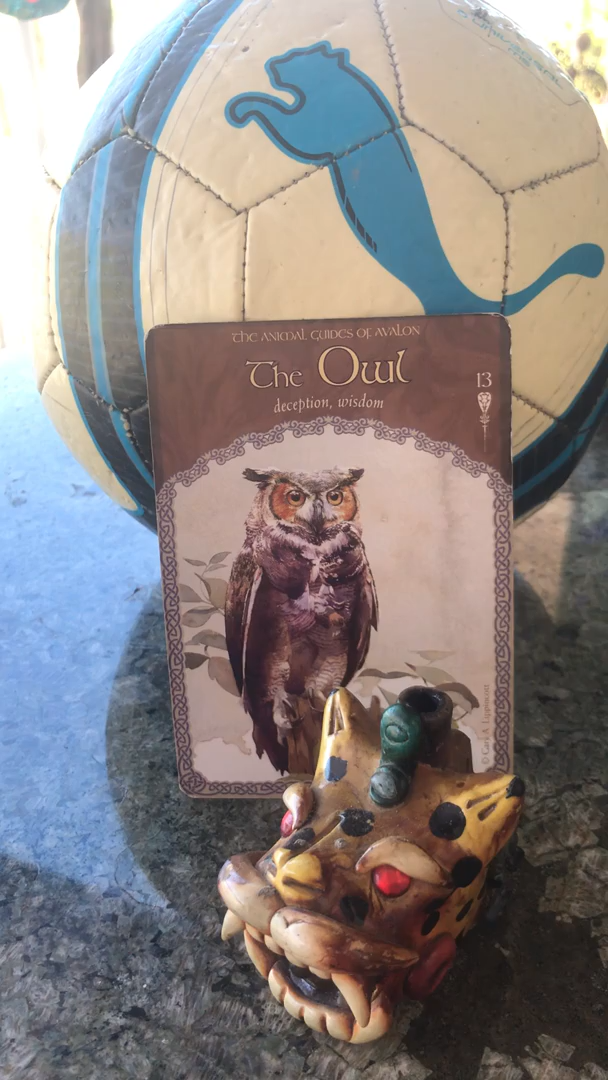 THE ANIMAL GUIDES OF AVALON
The Owl
13
deception, wisdom